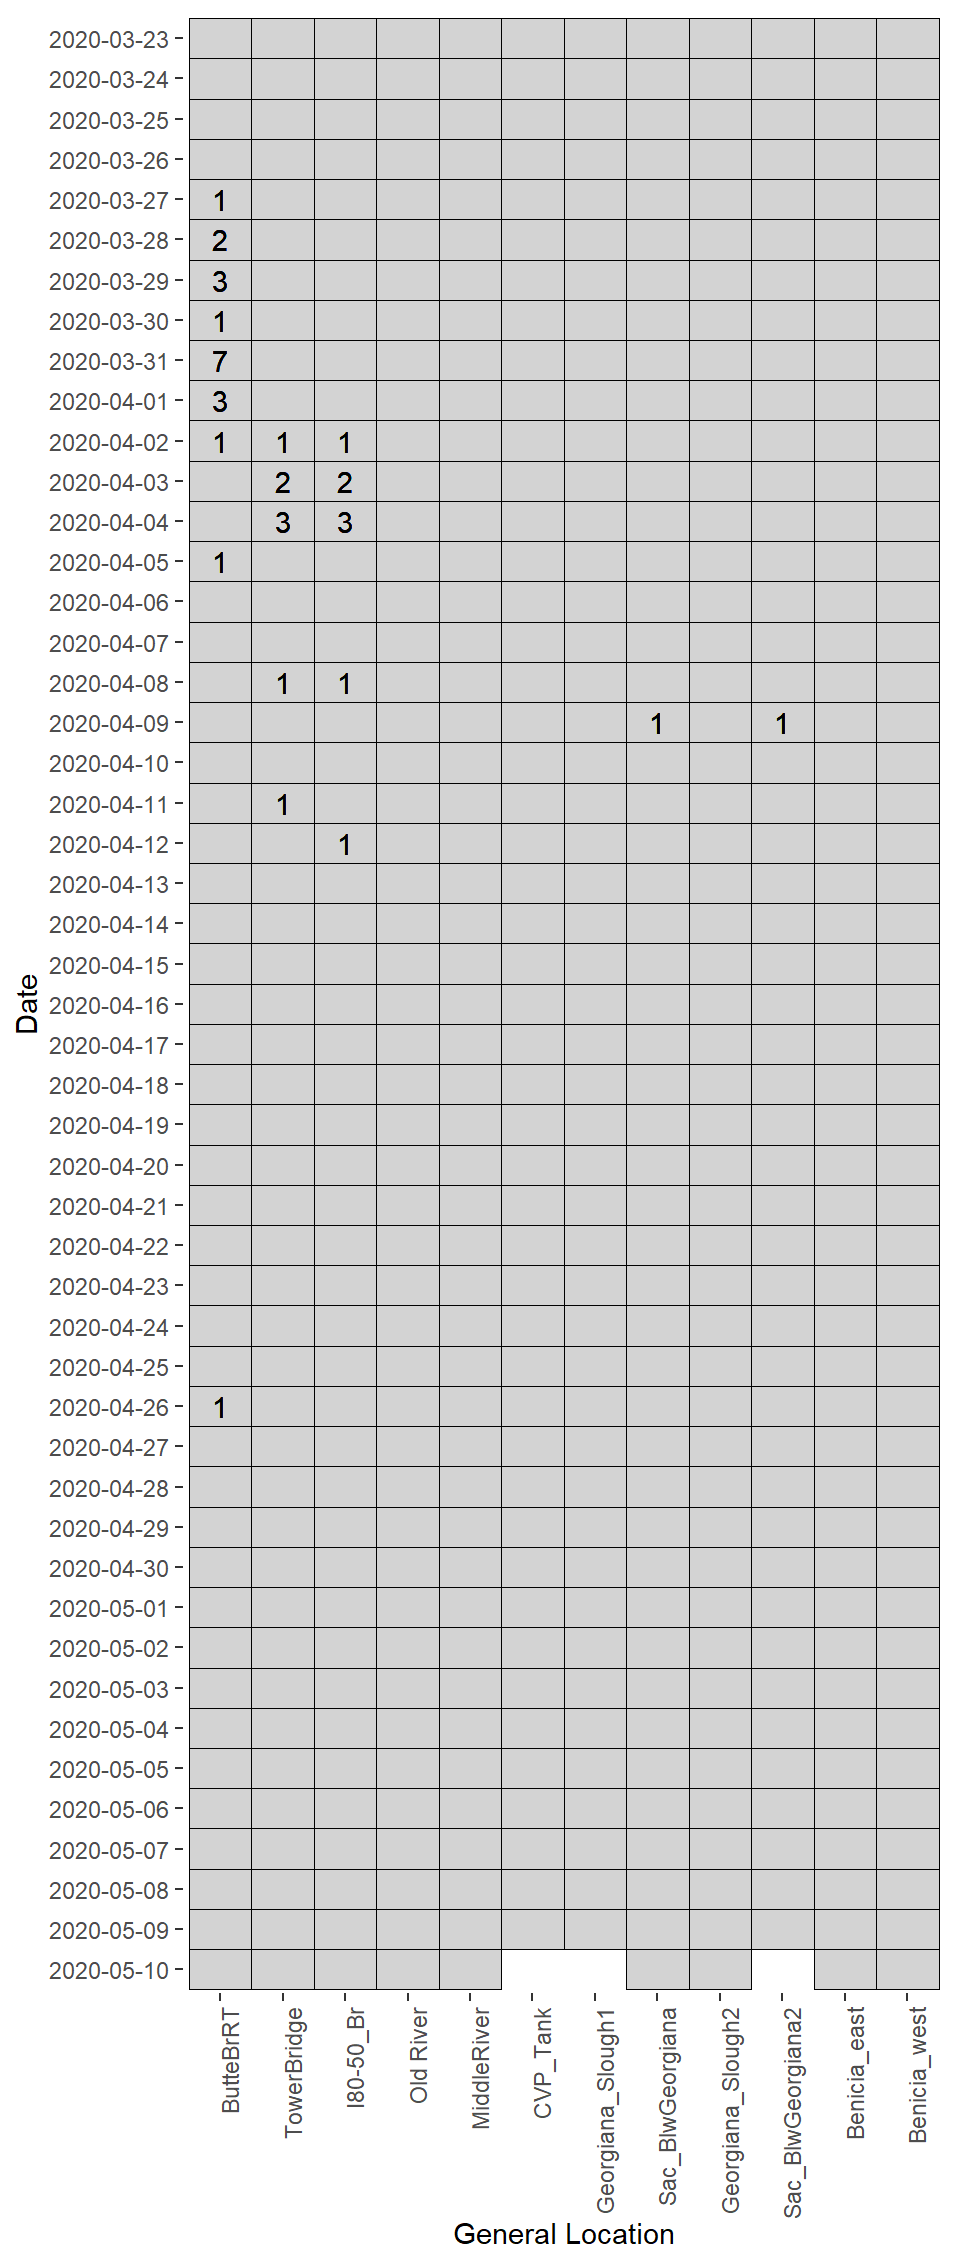 2020-03-23
2020-03-24
2020-03-25
2020-03-26
2020-03-27 1
2020-03-28 2
2020-03-29 3
2020-03-30 1
2020-03-31 7
2020-04-01 3
2020-04-02 1 1 1
2020-04-03 2 2
2020-04-04 3 3
2020-04-05 1
2020-04-06
2020-04-07
2020-04-08 1 1
2020-04-09 1 1
2020-04-10
2020-04-11 1
2020-04-12 1
2020-04-13
2020-04-14
2020-04-15
2020-04-16
2020-04-17
2020-04-18
2020-04-19
2020-04-20
2020-04-21
2020-04-22
2020-04-23
2020-04-24
2020-04-25
2020-04-26 1
2020-04-27
2020-04-28
2020-04-29
2020-04-30
2020-05-01
2020-05-02
2020-05-03
2020-05-04
2020-05-05
2020-05-06
2020-05-07
2020-05-08
2020-05-09
2020-05-10
Date
ButteBrRT
TowerBridge
I80-50_Br
Old River
MiddleRiver
CVP_Tank
Georgiana_Slough1
Sac_BlwGeorgiana
Georgiana_Slough2
Sac_BlwGeorgiana2
Benicia_east
Benicia_west
General Location